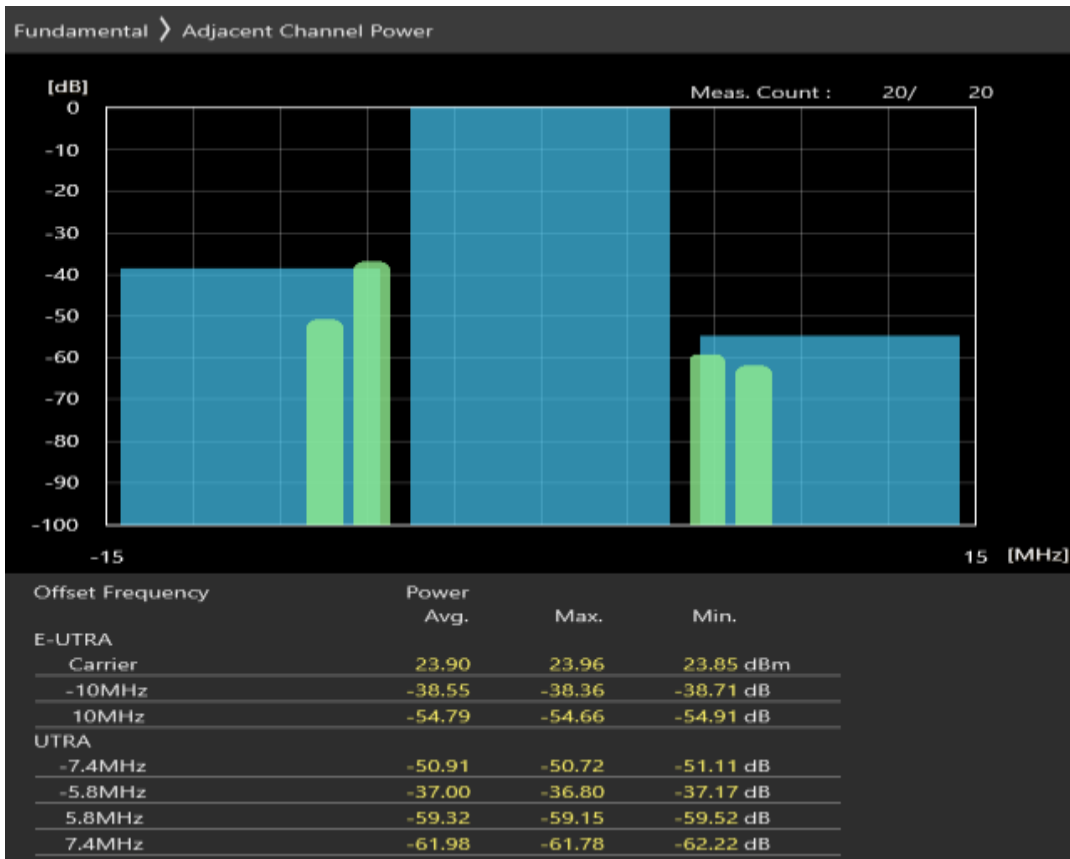 Fundamental ❭ Adjacent Channel Power
[dB]
Meas. Count : 20/ 20
0
-10
-20
-30
-40
-50
-60
-70
-80
-90
-100
-15 15 [MHz]
Offset Frequency Power
Avg. Max. Min.
E-UTRA
Carrier 23.90 23.96 23.85 dBm
-10MHz -38.55 -38.36 -38.71 dB
10MHz -54.79 -54.66 -54.91 dB
UTRA
-7.4MHz -50.91 -50.72 -51.11 dB
-5.8MHz -37.00 -36.80 -37.17 dB
5.8MHz -59.32 -59.15 -59.52 dB
7.4MHz -61.98 -61.78 -62.22 dB